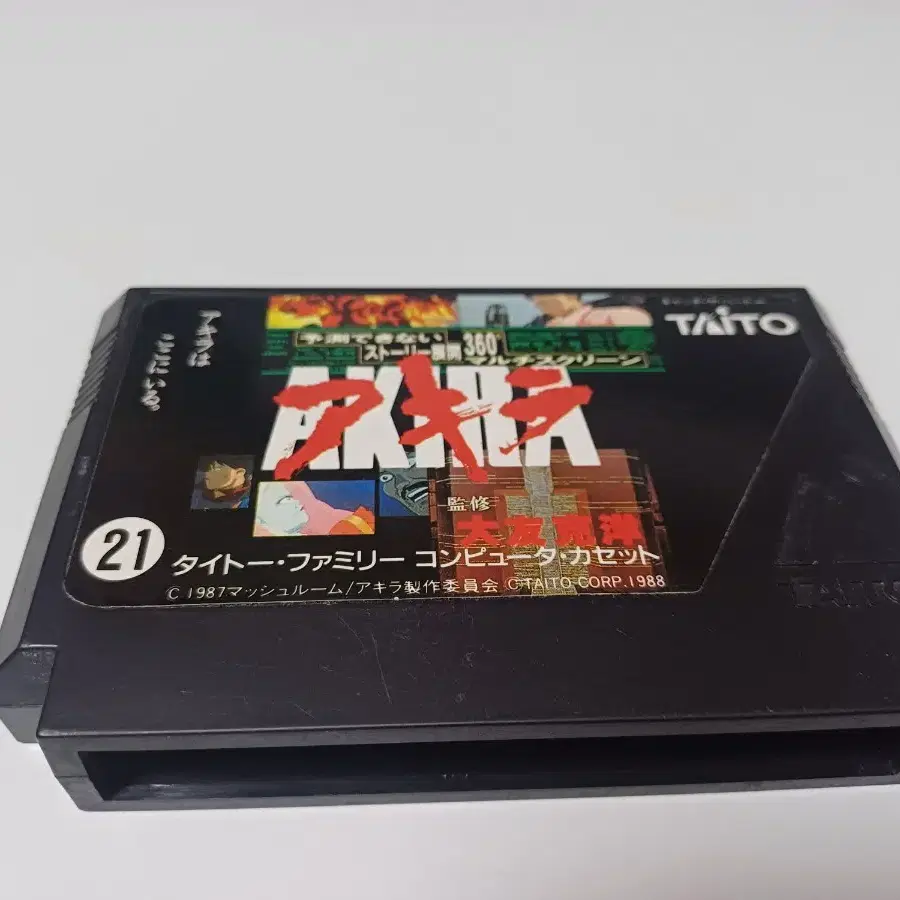 アキラは
ここにいる。
TAITO
予測できない
ストーリー展開 360°
マルチスクリーン
AKIRA
アキラ
監修
大友克洋
21
タイトー・ファミリー コンピュータ・カセット
© 1987マッシュルーム/アキラ製作委員会 © TAITO CORP. 1988
TAITO